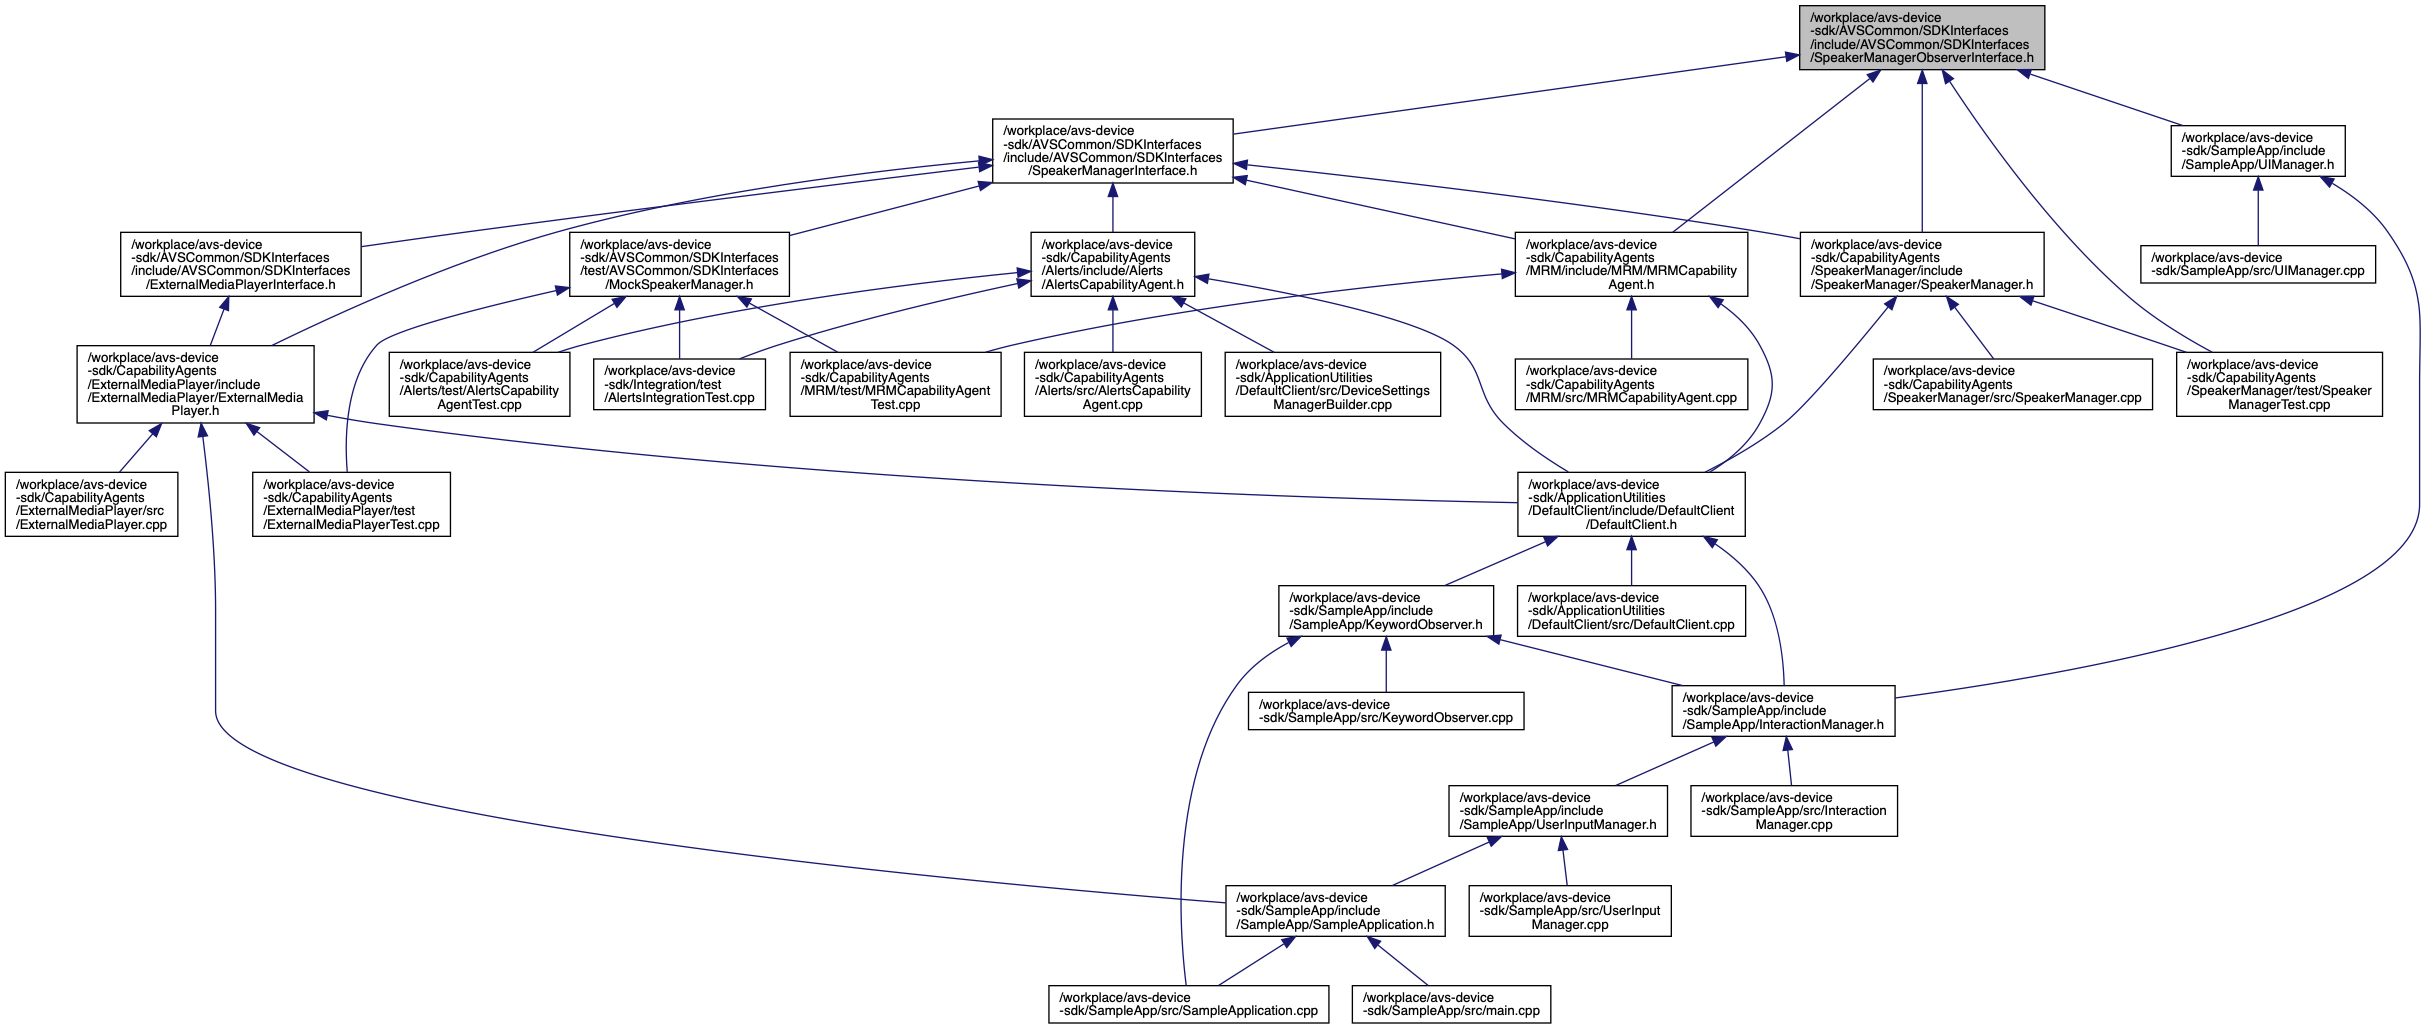 /workplace/avs-device
-sdk/AVSCommon/SDKInterfaces
/include/AVSCommon/SDKInterfaces
/SpeakerManagerObserverInterface.h
/workplace/avs-device
-sdk/AVSCommon/SDKInterfaces
/include/AVSCommon/SDKInterfaces
/SpeakerManagerInterface.h
/workplace/avs-device
-sdk/SampleApp/include
/SampleApp/UIManager.h
/workplace/avs-device
-sdk/AVSCommon/SDKInterfaces
/include/AVSCommon/SDKInterfaces
/ExternalMediaPlayerInterface.h
/workplace/avs-device
-sdk/AVSCommon/SDKInterfaces
/test/AVSCommon/SDKInterfaces
/MockSpeakerManager.h
/workplace/avs-device
-sdk/CapabilityAgents
/Alerts/include/Alerts
/AlertsCapabilityAgent.h
/workplace/avs-device
-sdk/CapabilityAgents
/MRM/include/MRM/MRMCapability
Agent.h
/workplace/avs-device
-sdk/CapabilityAgents
/SpeakerManager/include
/SpeakerManager/SpeakerManager.h
/workplace/avs-device
-sdk/SampleApp/src/UIManager.cpp
/workplace/avs-device
-sdk/CapabilityAgents
/ExternalMediaPlayer/include
/ExternalMediaPlayer/ExternalMedia
Player.h
/workplace/avs-device
-sdk/CapabilityAgents
/Alerts/test/AlertsCapability
AgentTest.cpp
/workplace/avs-device
-sdk/Integration/test
/AlertsIntegrationTest.cpp
/workplace/avs-device
-sdk/CapabilityAgents
/MRM/test/MRMCapabilityAgent
Test.cpp
/workplace/avs-device
-sdk/CapabilityAgents
/Alerts/src/AlertsCapability
Agent.cpp
/workplace/avs-device
-sdk/ApplicationUtilities
/DefaultClient/src/DeviceSettings
ManagerBuilder.cpp
/workplace/avs-device
-sdk/CapabilityAgents
/MRM/src/MRMCapabilityAgent.cpp
/workplace/avs-device
-sdk/CapabilityAgents
/SpeakerManager/src/SpeakerManager.cpp
/workplace/avs-device
-sdk/CapabilityAgents
/SpeakerManager/test/Speaker
ManagerTest.cpp
/workplace/avs-device
-sdk/CapabilityAgents
/ExternalMediaPlayer/src
/ExternalMediaPlayer.cpp
/workplace/avs-device
-sdk/CapabilityAgents
/ExternalMediaPlayer/test
/ExternalMediaPlayerTest.cpp
/workplace/avs-device
-sdk/ApplicationUtilities
/DefaultClient/include/DefaultClient
/DefaultClient.h
/workplace/avs-device
-sdk/SampleApp/include
/SampleApp/KeywordObserver.h
/workplace/avs-device
-sdk/ApplicationUtilities
/DefaultClient/src/DefaultClient.cpp
/workplace/avs-device
-sdk/SampleApp/src/KeywordObserver.cpp
/workplace/avs-device
-sdk/SampleApp/include
/SampleApp/InteractionManager.h
/workplace/avs-device
-sdk/SampleApp/include
/SampleApp/UserInputManager.h
/workplace/avs-device
-sdk/SampleApp/src/Interaction
Manager.cpp
/workplace/avs-device
-sdk/SampleApp/include
/SampleApp/SampleApplication.h
/workplace/avs-device
-sdk/SampleApp/src/UserInput
Manager.cpp
/workplace/avs-device
-sdk/SampleApp/src/SampleApplication.cpp
/workplace/avs-device
-sdk/SampleApp/src/main.cpp